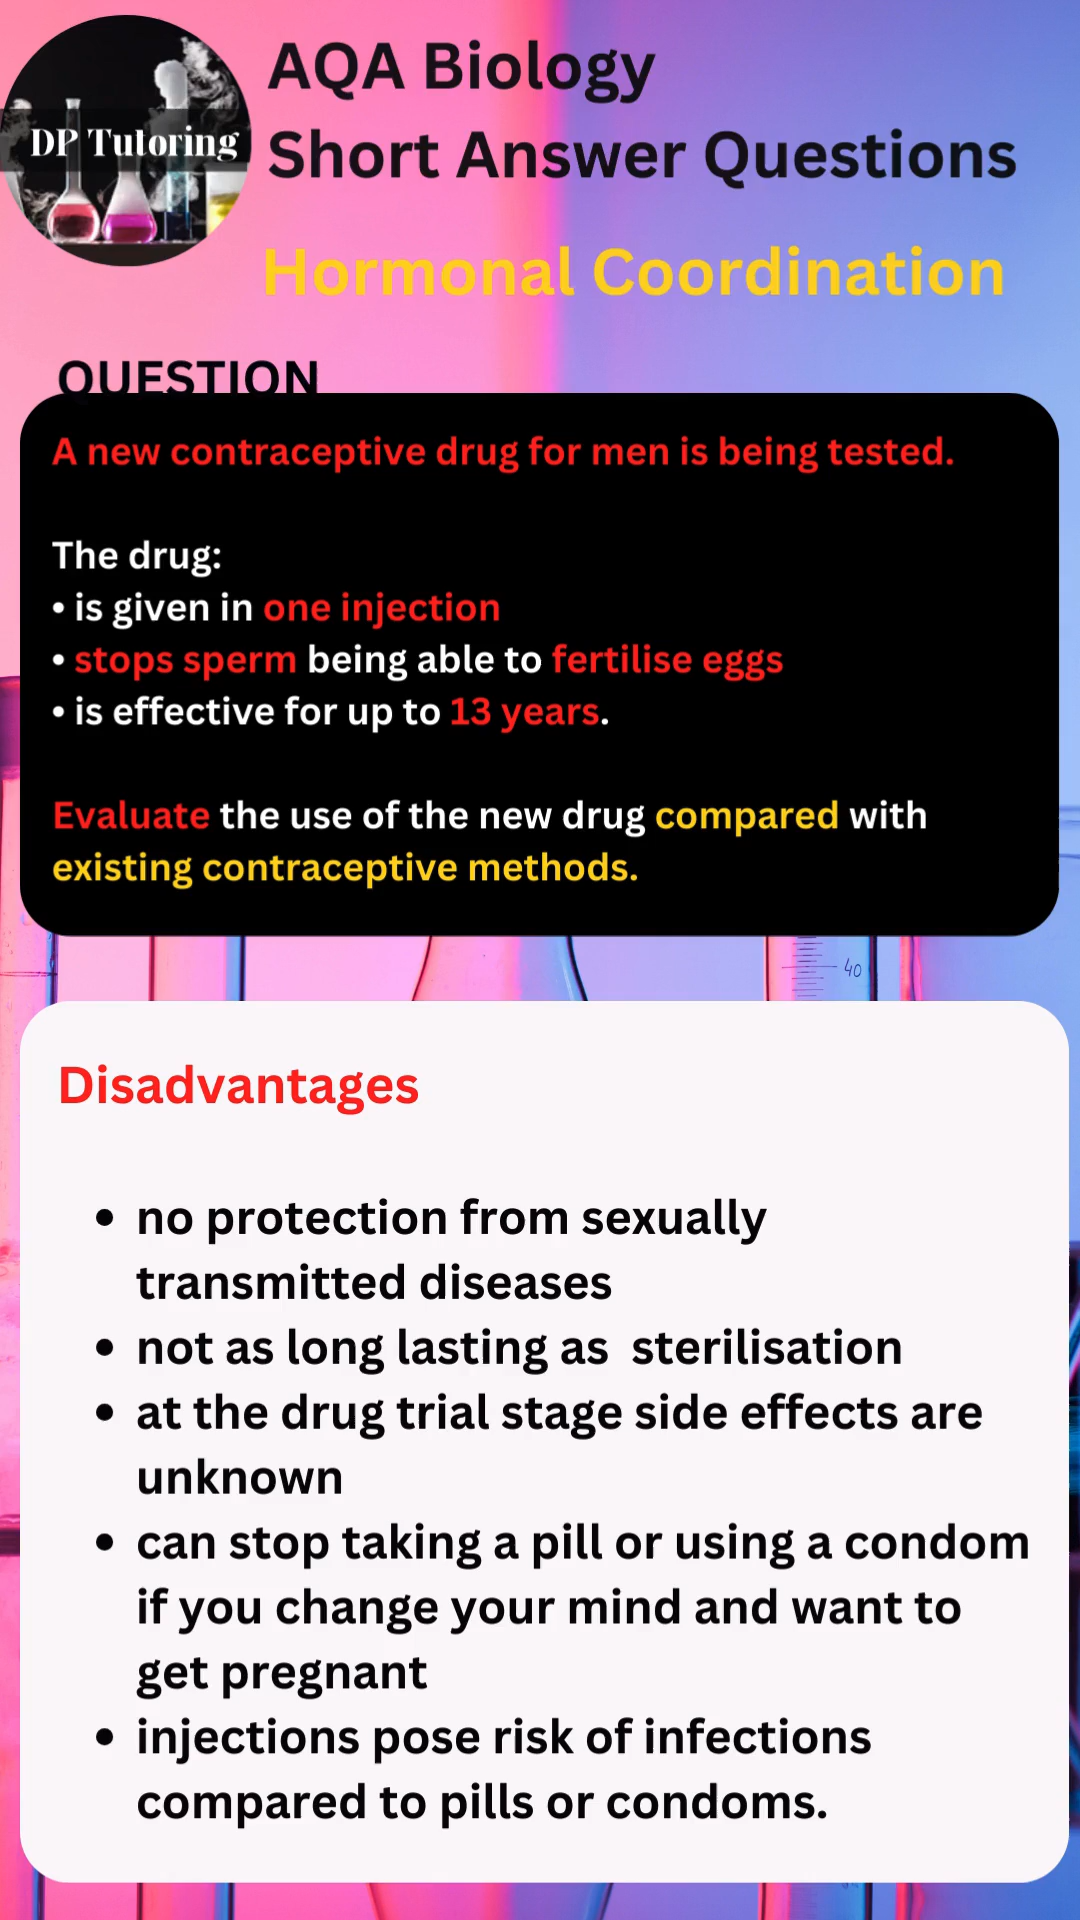 DP Tutoring
AQA Biology
Short Answer Questions
Hormonal Coordination
QUESTION
A new contraceptive drug for men is being tested.
The drug:
• is given in one injection
• stops sperm being able to fertilise eggs
• is effective for up to 13 years.
Evaluate the use of the new drug compared with
existing contraceptive methods.
40
Disadvantages
• no protection from sexually
transmitted diseases
• not as long lasting as sterilisation
• at the drug trial stage side effects are
unknown
• can stop taking a pill or using a condom
if you change your mind and want to
get pregnant
• injections pose risk of infections
compared to pills or condoms.